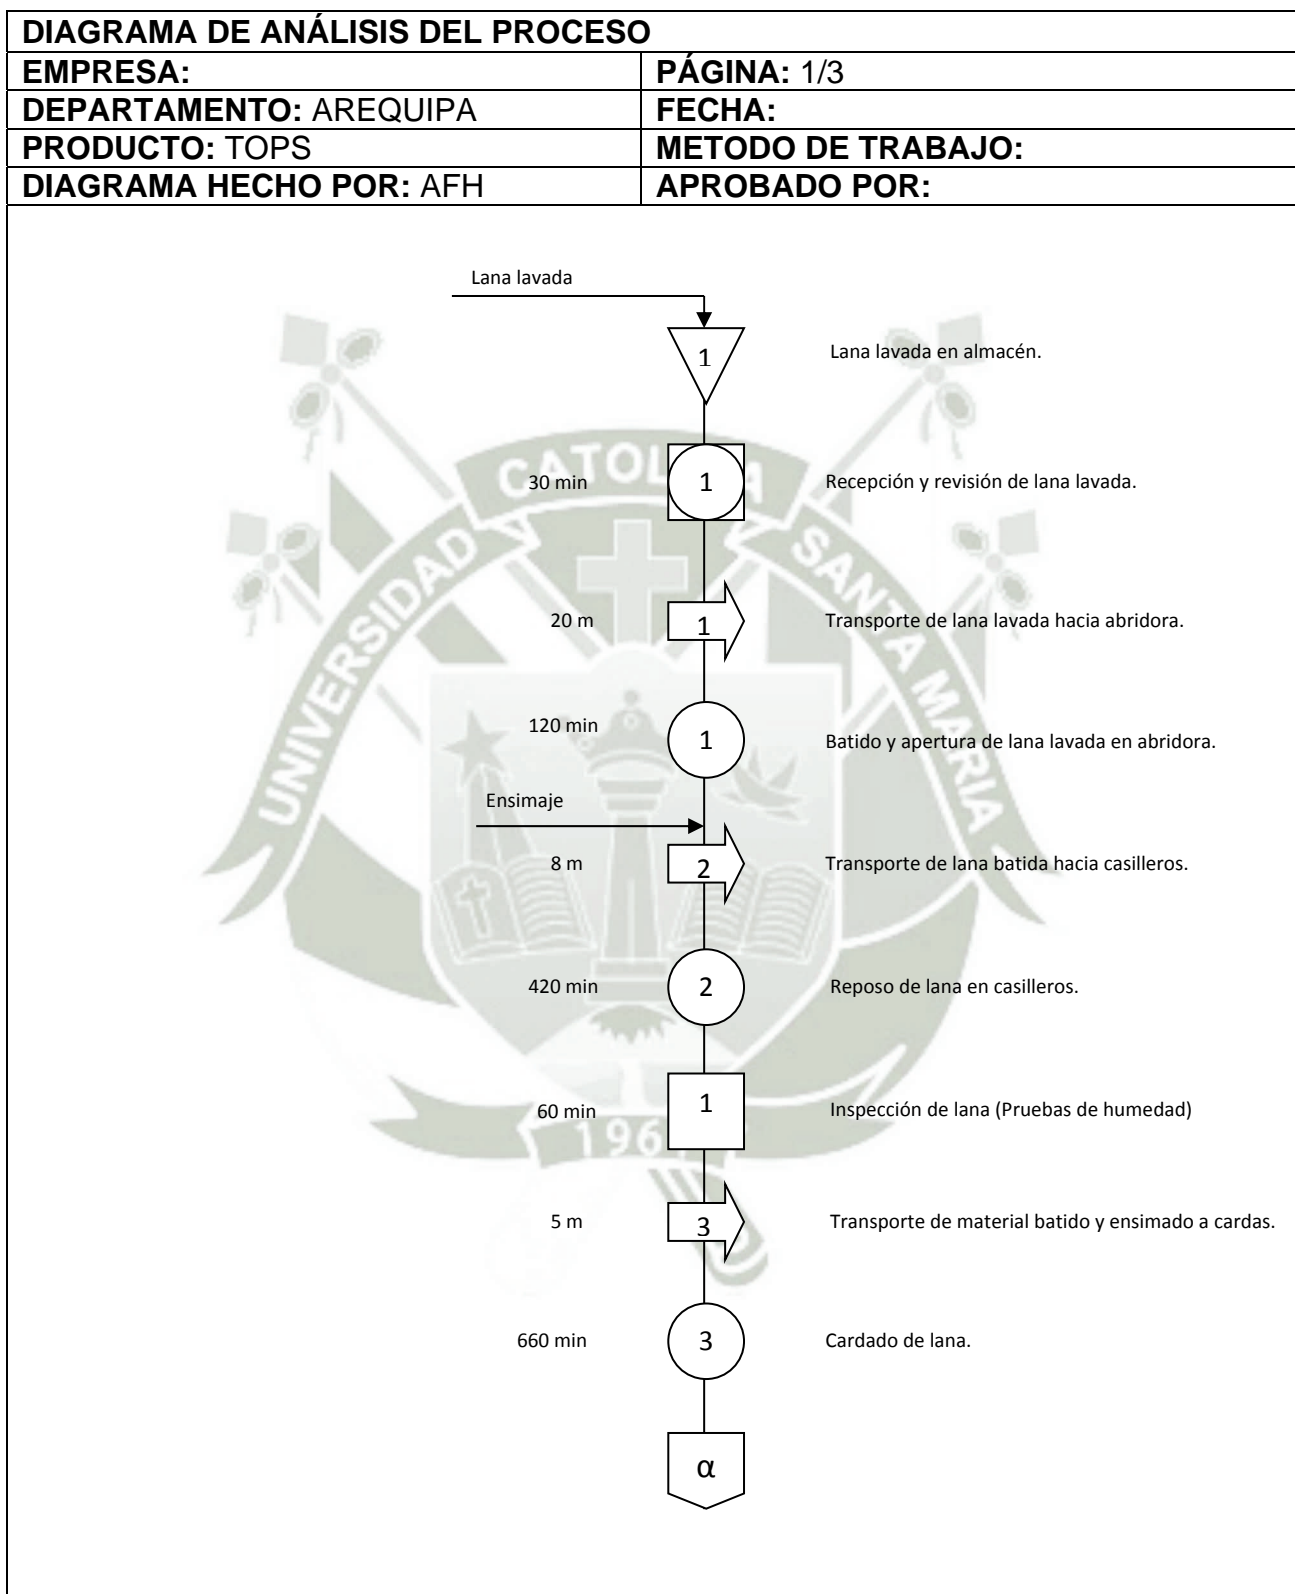 DIAGRAMA DE ANÁLISIS DEL PROCESO
EMPRESA:
PÁGINA: 1/3
DEPARTAMENTO: AREQUIPA
FECHA:
PRODUCTO: TOPS
METODO DE TRABAJO:
DIAGRAMA HECHO POR: AFH
APROBADO POR:
Lana lavada
1
Lana lavada en almacén.
30 min
1
Recepción y revisión de lana lavada.
20 m
1
Transporte de lana lavada hacia abridora.
120 min
1
Batido y apertura de lana lavada en abridora.
Ensimaje
8 m
2
Transporte de lana batida hacia casilleros.
420 min
2
Reposo de lana en casilleros.
60 min
1
Inspección de lana (Pruebas de humedad)
5 m
3
Transporte de material batido y ensimado a cardas.
660 min
3
Cardado de lana.
α
UNIVERSIDAD
SANTA MARIA